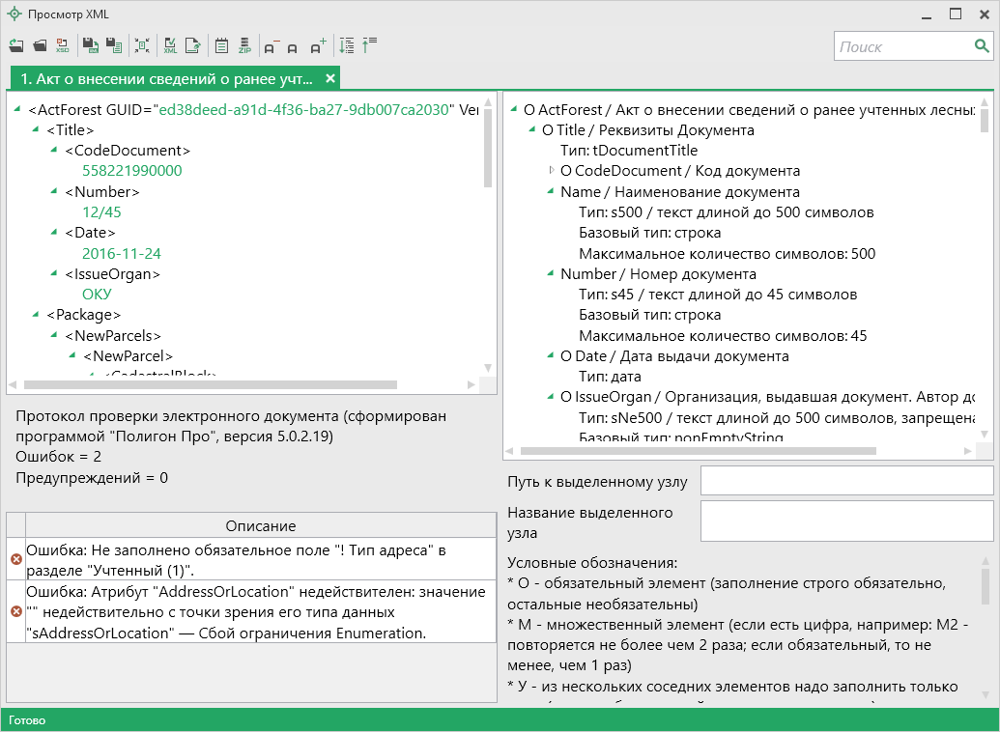 Просмотр XML
XSD
XML
ZIP
Поиск
1. Акт о внесении сведений о ранее учт...
<ActForest GUID="ed38deed-a91d-4f36-ba27-9db007ca2030" Ver
<Title>
<CodeDocument>
558221990000
<Number>
12/45
<Date>
2016-11-24
<IssueOrgan>
ОКУ
<Package>
<NewParcels>
<NewParcel>
<CadastralBlock>
О ActForest / Акт о внесении сведений о ранее учтенных лесных
О Title / Реквизиты Документа
Тип: tDocumentTitle
О CodeDocument / Код документа
Name / Наименование документа
Тип: s500 / текст длиной до 500 символов
Базовый тип: строка
Максимальное количество символов: 500
Number / Номер документа
Тип: s45 / текст длиной до 45 символов
Базовый тип: строка
Максимальное количество символов: 45
О Date / Дата выдачи документа
Тип: дата
О IssueOrgan / Организация, выдавшая документ. Автор до
Тип: sNe500 / текст длиной до 500 символов, запрещена
Базовый тип: nonEmptyString
Протокол проверки электронного документа (сформирован
программой "Полигон Про", версия 5.0.2.19)
Ошибок = 2
Предупреждений = 0
Описание
Ошибка: Не заполнено обязательное поле "! Тип адреса" в
разделе "Учтенный (1)".
Ошибка: Атрибут "AddressOrLocation" недействителен: значение
"" недействительно с точки зрения его типа данных
"sAddressOrLocation" — Сбой ограничения Enumeration.
Путь к выделенному узлу
Название выделенного
узла
Условные обозначения:
* О - обязательный элемент (заполнение строго обязательно,
остальные необязательны)
* М - множественный элемент (если есть цифра, например: М2 -
повторяется не более чем 2 раза; если обязательный, то не
менее, чем 1 раз)
* У - из нескольких соседних элементов надо заполнить только
Готово